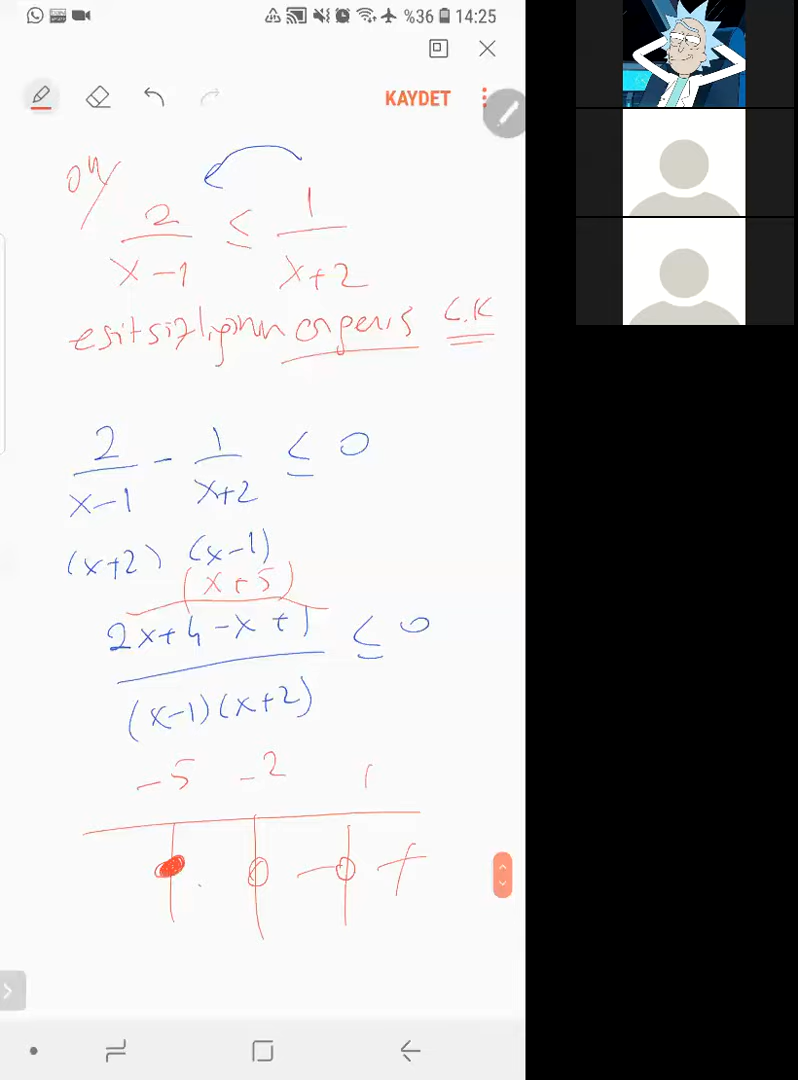 %36 14:25
KAYDET
ön/
2/(x-1) ≤ 1/(x+2)
eşitsizliğinin en geniş Ç.K
2/(x-1) - 1/(x+2) ≤ 0
(x+2) (x-1)
(x+5)
(2x+4-x+1)/((x-1)(x+2)) ≤ 0
-5 -2 1
- +